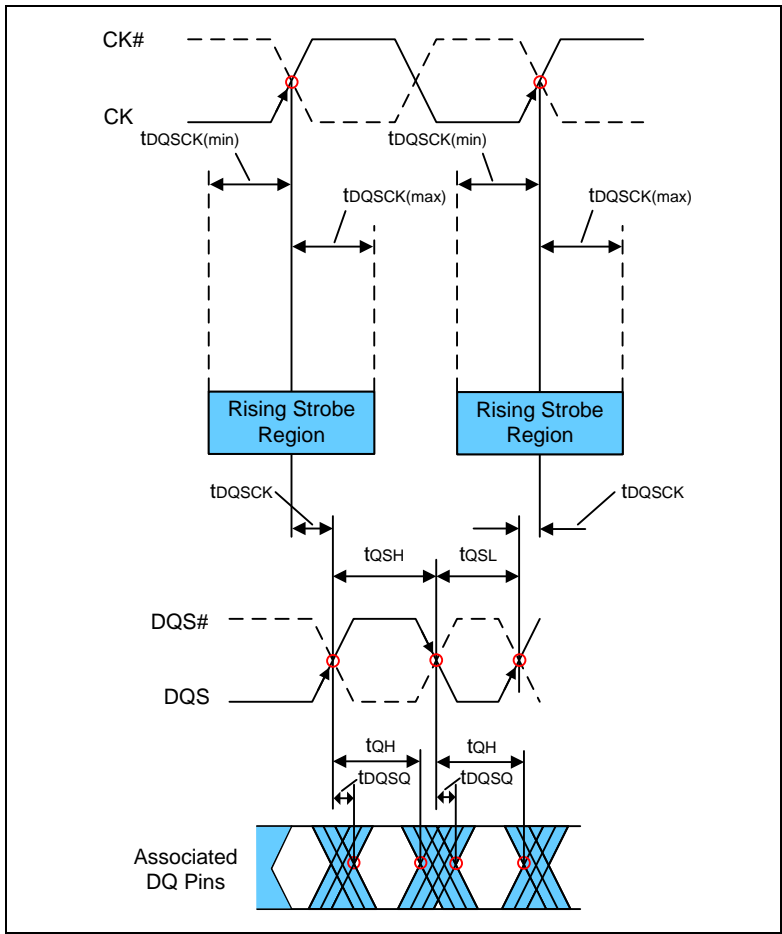 CK#
CK
tDQSCK(min)
tDQSCK(min)
tDQSCK(max)
tDQSCK(max)
Rising Strobe
Region
Rising Strobe
Region
tDQSCK
tDQSCK
tQSH
tQSL
DQS#
DQS
tQH
tQH
tDQSQ
tDQSQ
Associated
DQ Pins